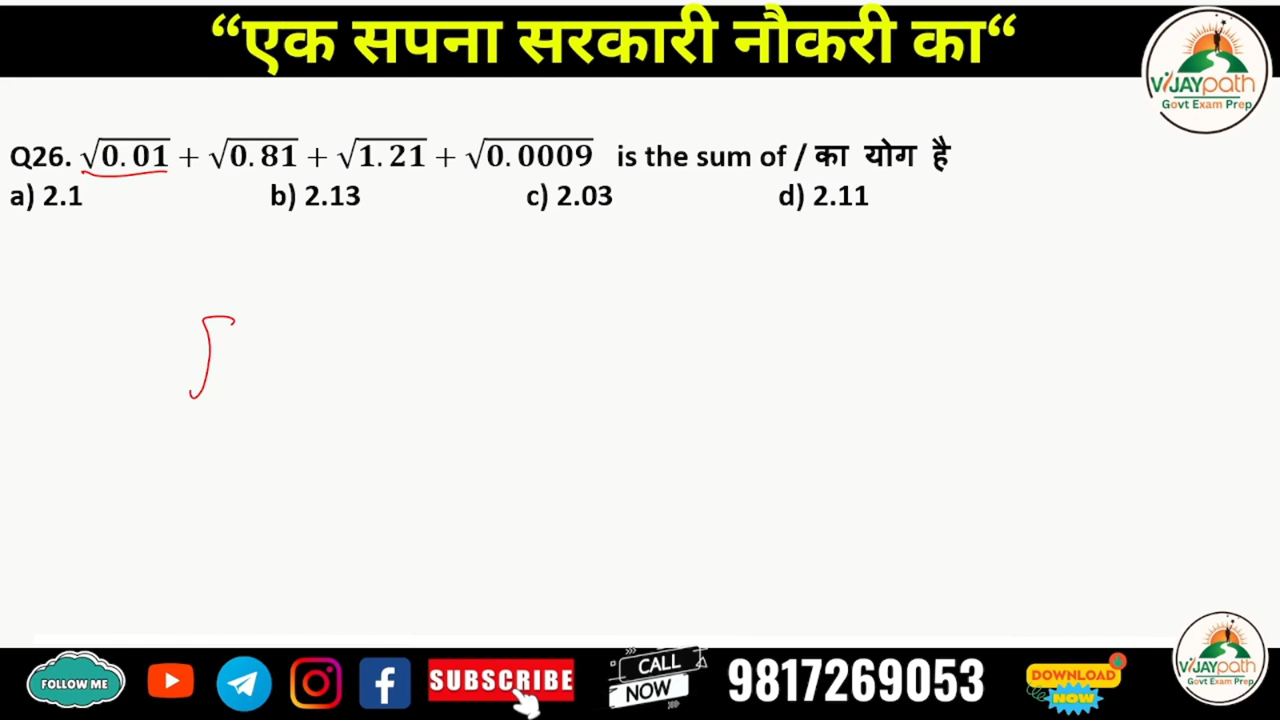 “एक सपना सरकारी नौकरी का“
ViJAYpath
Govt Exam Prep
Q26. √0.01 + √0.81 + √1.21 + √0.0009 is the sum of / का योग है
a) 2.1 b) 2.13 c) 2.03 d) 2.11
FOLLOW ME
SUBSCRIBE
CALL
NOW
9817269053
DOWNLOAD
NOW
ViJAYpath
Govt Exam Prep